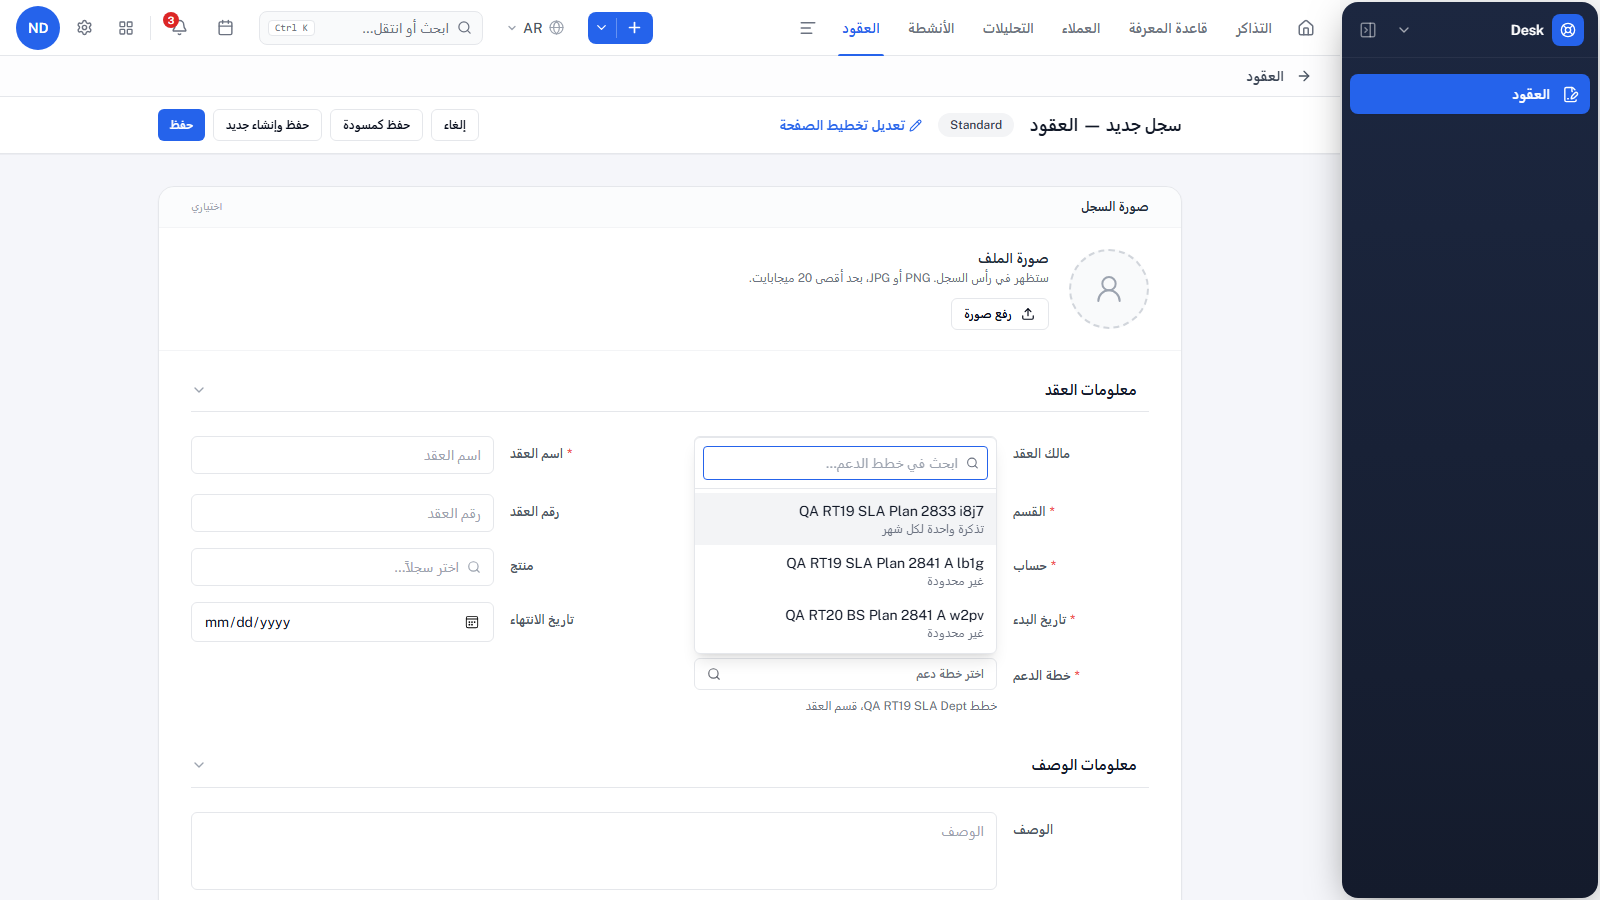 Desk
العقود
التذاكر
قاعدة المعرفة
العملاء
التحليلات
الأنشطة
العقود
AR
ابحث أو انتقل...
Ctrl K
3
ND
العقود
سجل جديد — العقود
Standard
تعديل تخطيط الصفحة
إلغاء
حفظ كمسودة
حفظ وإنشاء جديد
حفظ
صورة السجل
اختياري
صورة الملف
ستظهر في رأس السجل. PNG أو JPG، بحد أقصى 20 ميجابايت.
رفع صورة
معلومات العقد
مالك العقد
* اسم العقد
اسم العقد
ابحث في خطط الدعم...
QA RT19 SLA Plan 2833 i8j7
تذكرة واحدة لكل شهر
QA RT19 SLA Plan 2841 A lb1g
غير محدودة
QA RT20 BS Plan 2841 A w2pv
غير محدودة
* القسم
رقم العقد
رقم العقد
* حساب
منتج
اختر سجلاً...
* تاريخ البدء
تاريخ الانتهاء
mm/dd/yyyy
* خطة الدعم
اختر خطة دعم
خطط QA RT19 SLA Dept، قسم العقد
معلومات الوصف
الوصف
الوصف